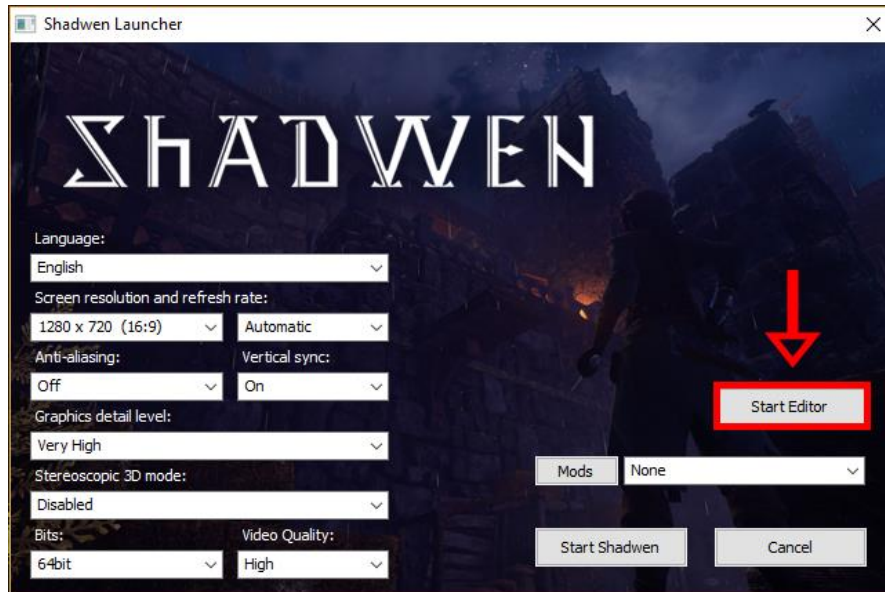 Shadwen Launcher
SHADWEN
Language:
English
Screen resolution and refresh rate:
1280 x 720 (16:9) Automatic
Anti-aliasing: Vertical sync:
Off On
Graphics detail level:
Very High
Stereoscopic 3D mode:
Disabled
Bits: Video Quality:
64bit High
Start Editor
Mods None
Start Shadwen Cancel